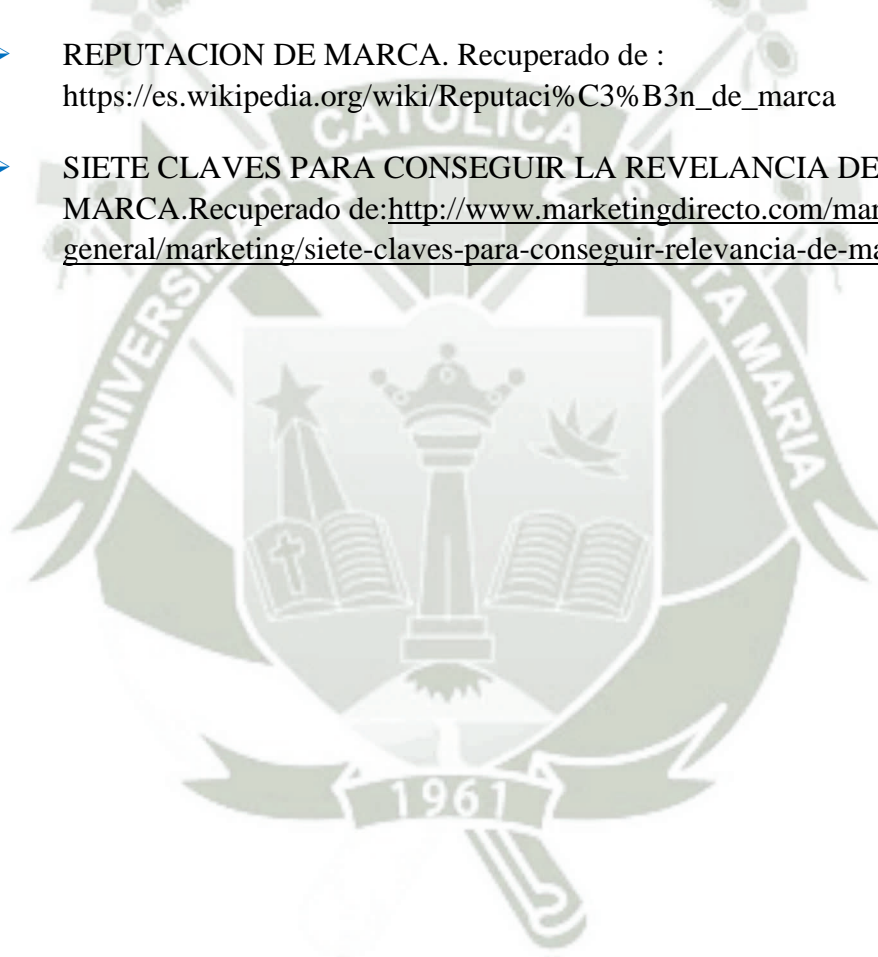 REPUTACION DE MARCA. Recuperado de :
https://es.wikipedia.org/wiki/Reputaci%C3%B3n_de_marca
SIETE CLAVES PARA CONSEGUIR LA REVELANCIA DE
MARCA.Recuperado de:http://www.marketingdirecto.com/mar
general/marketing/siete-claves-para-conseguir-relevancia-de-ma
UNIVERSIDAD CATOLICA SANTA MARIA
1961